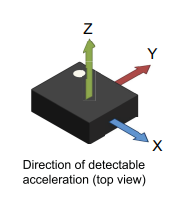 Z
Y
X
Direction of detectable
acceleration (top view)